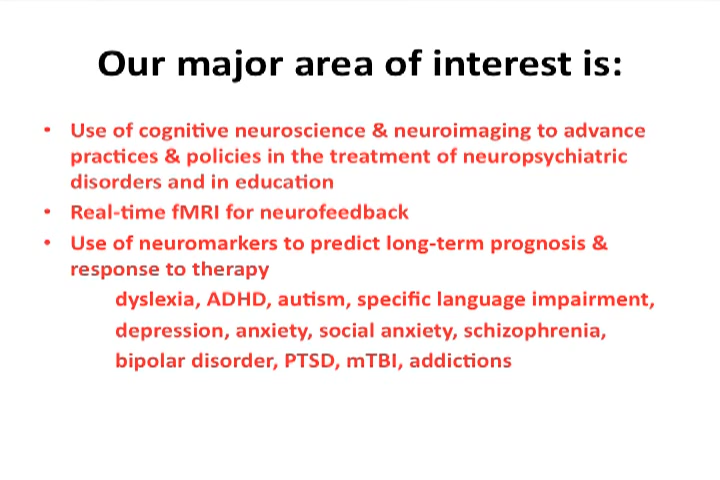 Our major area of interest is:
• Use of cognitive neuroscience & neuroimaging to advance
practices & policies in the treatment of neuropsychiatric
disorders and in education
• Real-time fMRI for neurofeedback
• Use of neuromarkers to predict long-term prognosis &
response to therapy
dyslexia, ADHD, autism, specific language impairment,
depression, anxiety, social anxiety, schizophrenia,
bipolar disorder, PTSD, mTBI, addictions